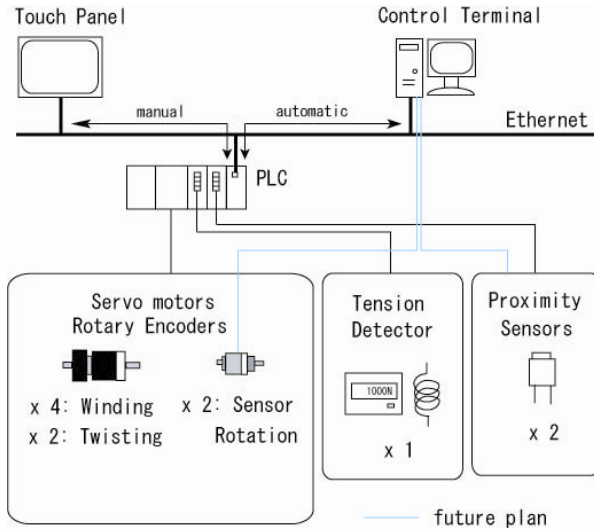 Touch Panel
Control Terminal
manual
automatic
Ethernet
PLC
Servo motors
Rotary Encoders
x 4: Winding
x 2: Twisting
x 2: Sensor
Rotation
Tension
Detector
1000N
x 1
Proximity
Sensors
x 2
future plan